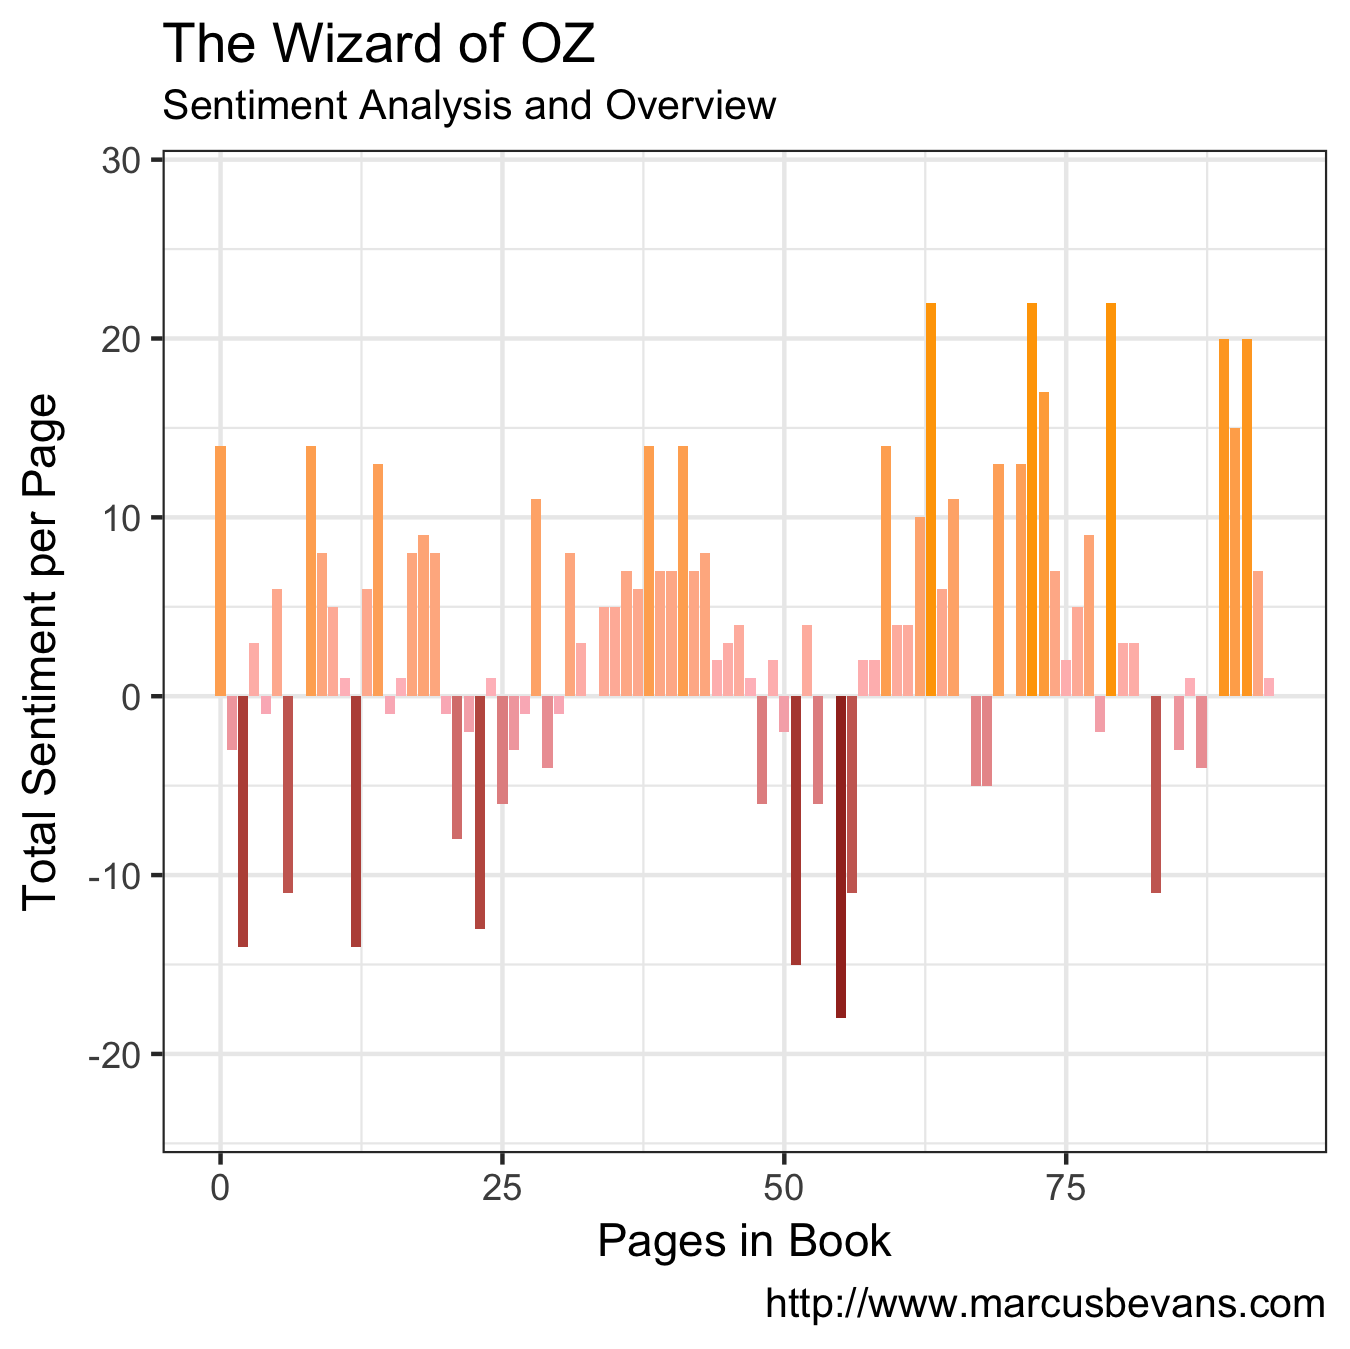 The Wizard of OZ
Sentiment Analysis and Overview
Total Sentiment per Page
30
20
10
0
-10
-20
0 25 50 75
Pages in Book
http://www.marcusbevans.com